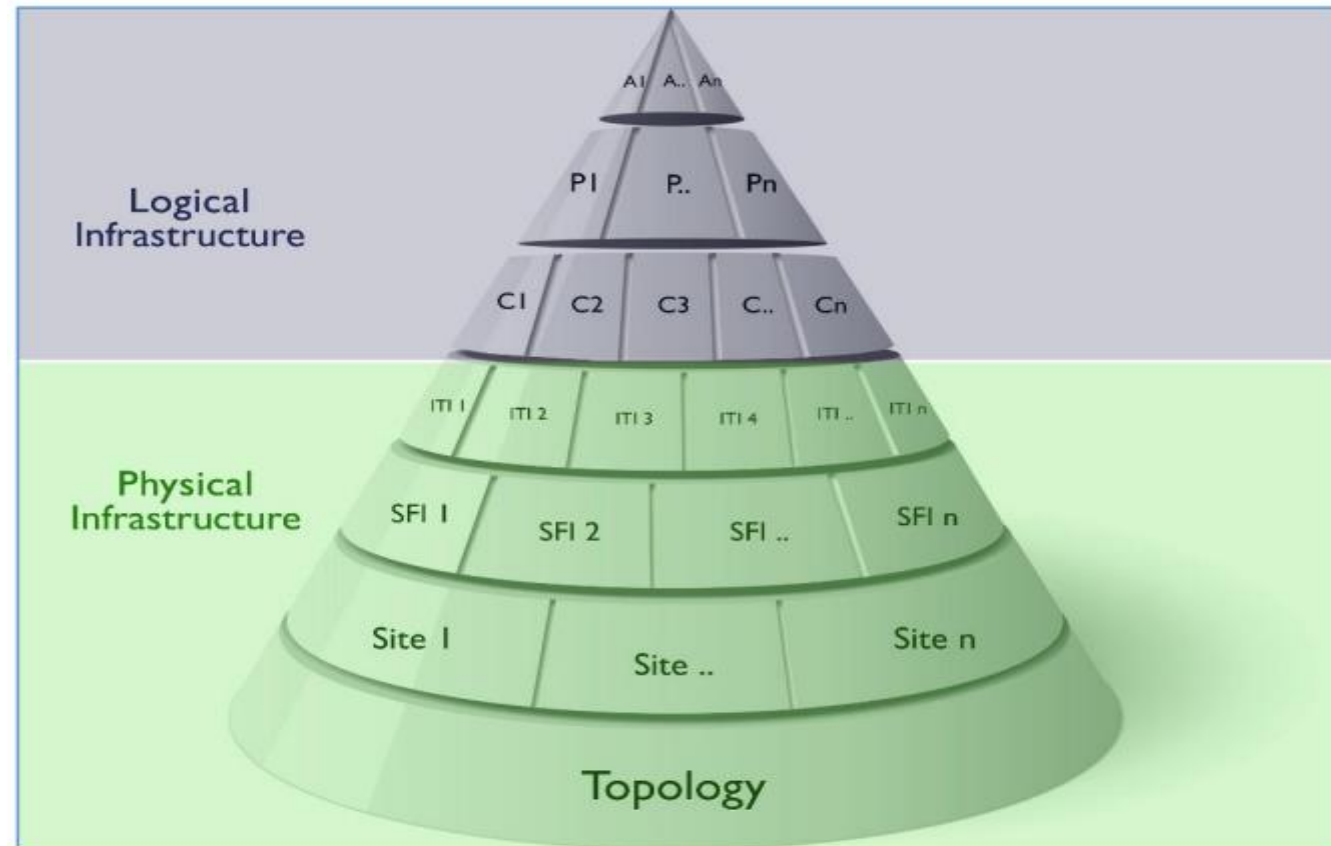 A1 A.. An
P1 P.. Pn
Logical
Infrastructure
C1 C2 C3 C.. Cn
ITI 1 ITI 2 ITI 3 ITI 4 ITI .. ITI n
Physical
Infrastructure
SFI 1 SFI 2 SFI .. SFI n
Site 1 Site .. Site n
Topology